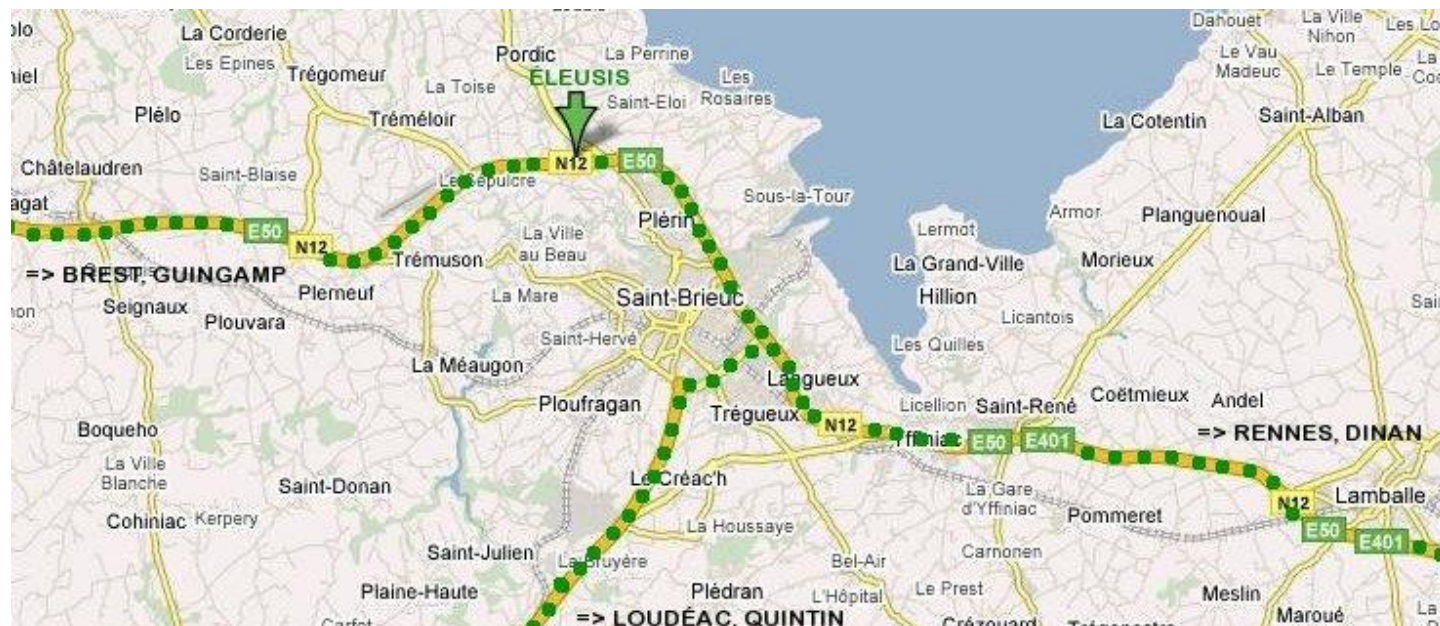 La Corderie
Les Epines
Trégomeur
Pordic
La Perrine
ÉLEUSIS
La Toise
Saint-Eloi
Les
Rosaires
Dahouet
La Ville
Nihon
Le Vau
Madeuc
Le Temple
Saint-Alban
La Cotentin
Plélo
Tréméloir
Châtelaudren
Saint-Blaise
Le Sépulcre
N12
E50
Sous-la-Tour
Plérin
Armor
Planguenoual
Lermot
E50
N12
La Ville
au Beau
Trémuson
La Grand-Ville
Morieux
=> BREST, GUINGAMP
Plerneuf
La Mare
Saint-Brieuc
Hillion
Seignaux
Plouvara
Licantois
Saint-Hervé
Les Quilles
La Méaugon
Langueux
Ploufragan
Trégueux
N12
Licellion
Saint-René
Coëtmieux
Andel
Boqueho
Yffiniac
E50
E401
=> RENNES, DINAN
La Ville
Blanche
Saint-Donan
Le Créac'h
La Gare
d'Yffiniac
N12
Lamballe
Cohiniac
Kerpery
La Houssaye
Pommeret
E50
E401
Saint-Julien
La Bruyère
Bel-Air
Carnonen
Plaine-Haute
Plédran
L'Hôpital
Le Prest
Meslin
=> LOUDÉAC, QUINTIN
Maroué